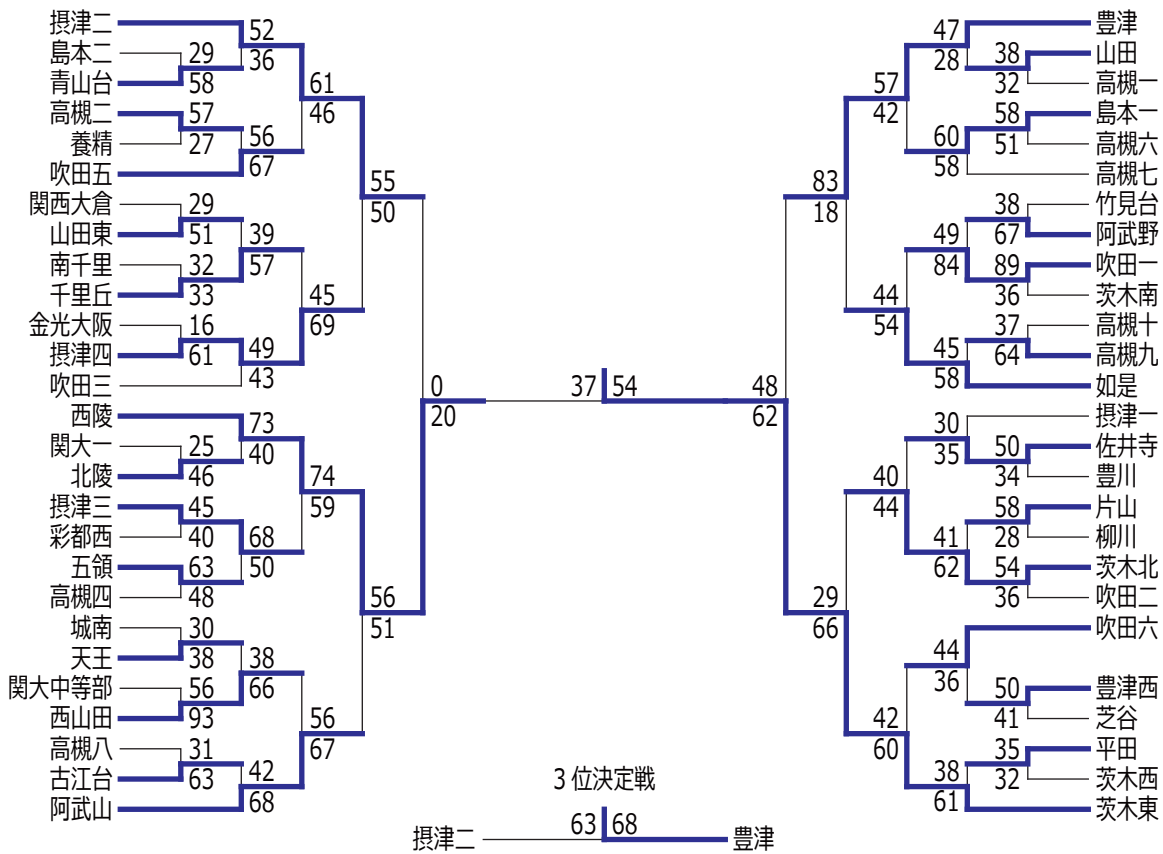 摂津二 52 47 豊津
島本二 29 36 28 38 山田
青山台 58 61 57 32 高槻一
高槻二 57 46 42 58 島本一
養精 27 56 60 51 高槻六
吹田五 67 58 高槻七
55 83
関西大倉 29 50 18 38 竹見台
山田東 51 39 49 67 阿武野
南千里 32 57 84 89 吹田一
千里丘 33 45 44 36 茨木南
金光大阪 16 69 54 37 高槻十
摂津四 61 49 45 64 高槻九
吹田三 43 0 37 54 48 58 如是
西陵 73 20 62 30 摂津一
関大一 25 40 35 50 佐井寺
北陵 46 74 40 34 豊川
摂津三 45 59 44 58 片山
彩都西 40 68 41 28 柳川
五領 63 50 62 54 茨木北
高槻四 48 56 29 36 吹田二
城南 30 51 66 吹田六
天王 38 38 44
関大中等部 56 66 36 50 豊津西
西山田 93 56 42 41 芝谷
高槻八 31 67 60 35 平田
古江台 63 42 3位決定戦 38 32 茨木西
阿武山 68 61 茨木東
摂津二 63 68 豊津